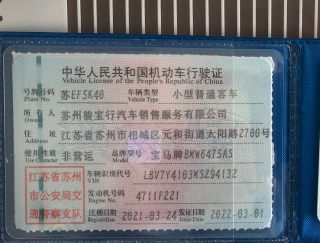 中华人民共和国机动车行驶证
Vehicle License of the People's Republic of China
号牌号码 苏EF5K40 车辆类型 小型普通客车
Plate No. Vehicle Type
所有人 苏州骏宝行汽车销售服务有限公司
Owner
住址 江苏省苏州市相城区元和街道太阳路2700号
Address
使用性质 非营运 品牌型号 宝马牌BMW6475AS
Use Character Model
江苏省苏州
市公安局交
通警察支队
车辆识别代号 LBV7Y4103MSZ94132
VIN
发动机号码 4711F221
Engine No.
注册日期 2021-03-24 发证日期 2022-03-01